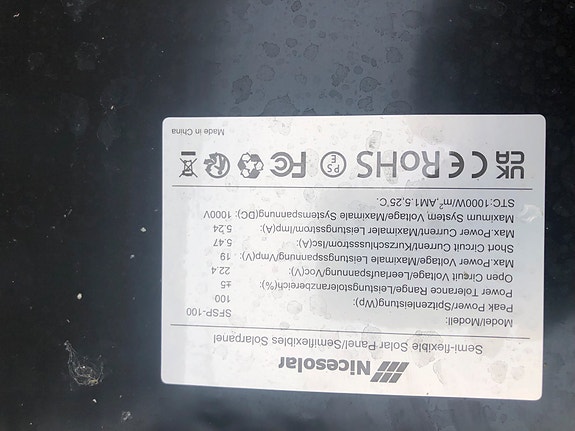 Nicesolar
Semi-flexible Solar Panel/Semiflexibles Solarpanel
Model/Modell: SFSP-100
Peak Power/Spitzenleistung(Wp): 100
Power Tolerance Range/Leistungstoleranzbereich(%): ±5
Open Circuit Voltage/Leerlaufspannung/Voc(V): 22.4
Max.Power Voltage/Maximale Leistungsspannung/Vmp(V): 19
Short Circuit Current/Kurzschlusstrom/Isc(A): 5.47
Max.Power Current/Maximaler Leistungsstrom/Imp(A): 5.24
Maximum System Voltage/Maximale Systemspannung(DC): 1000V
STC:1000W/m²,AM1.5,25°C.
UK CA CE RoHS PS E FC
Made in China